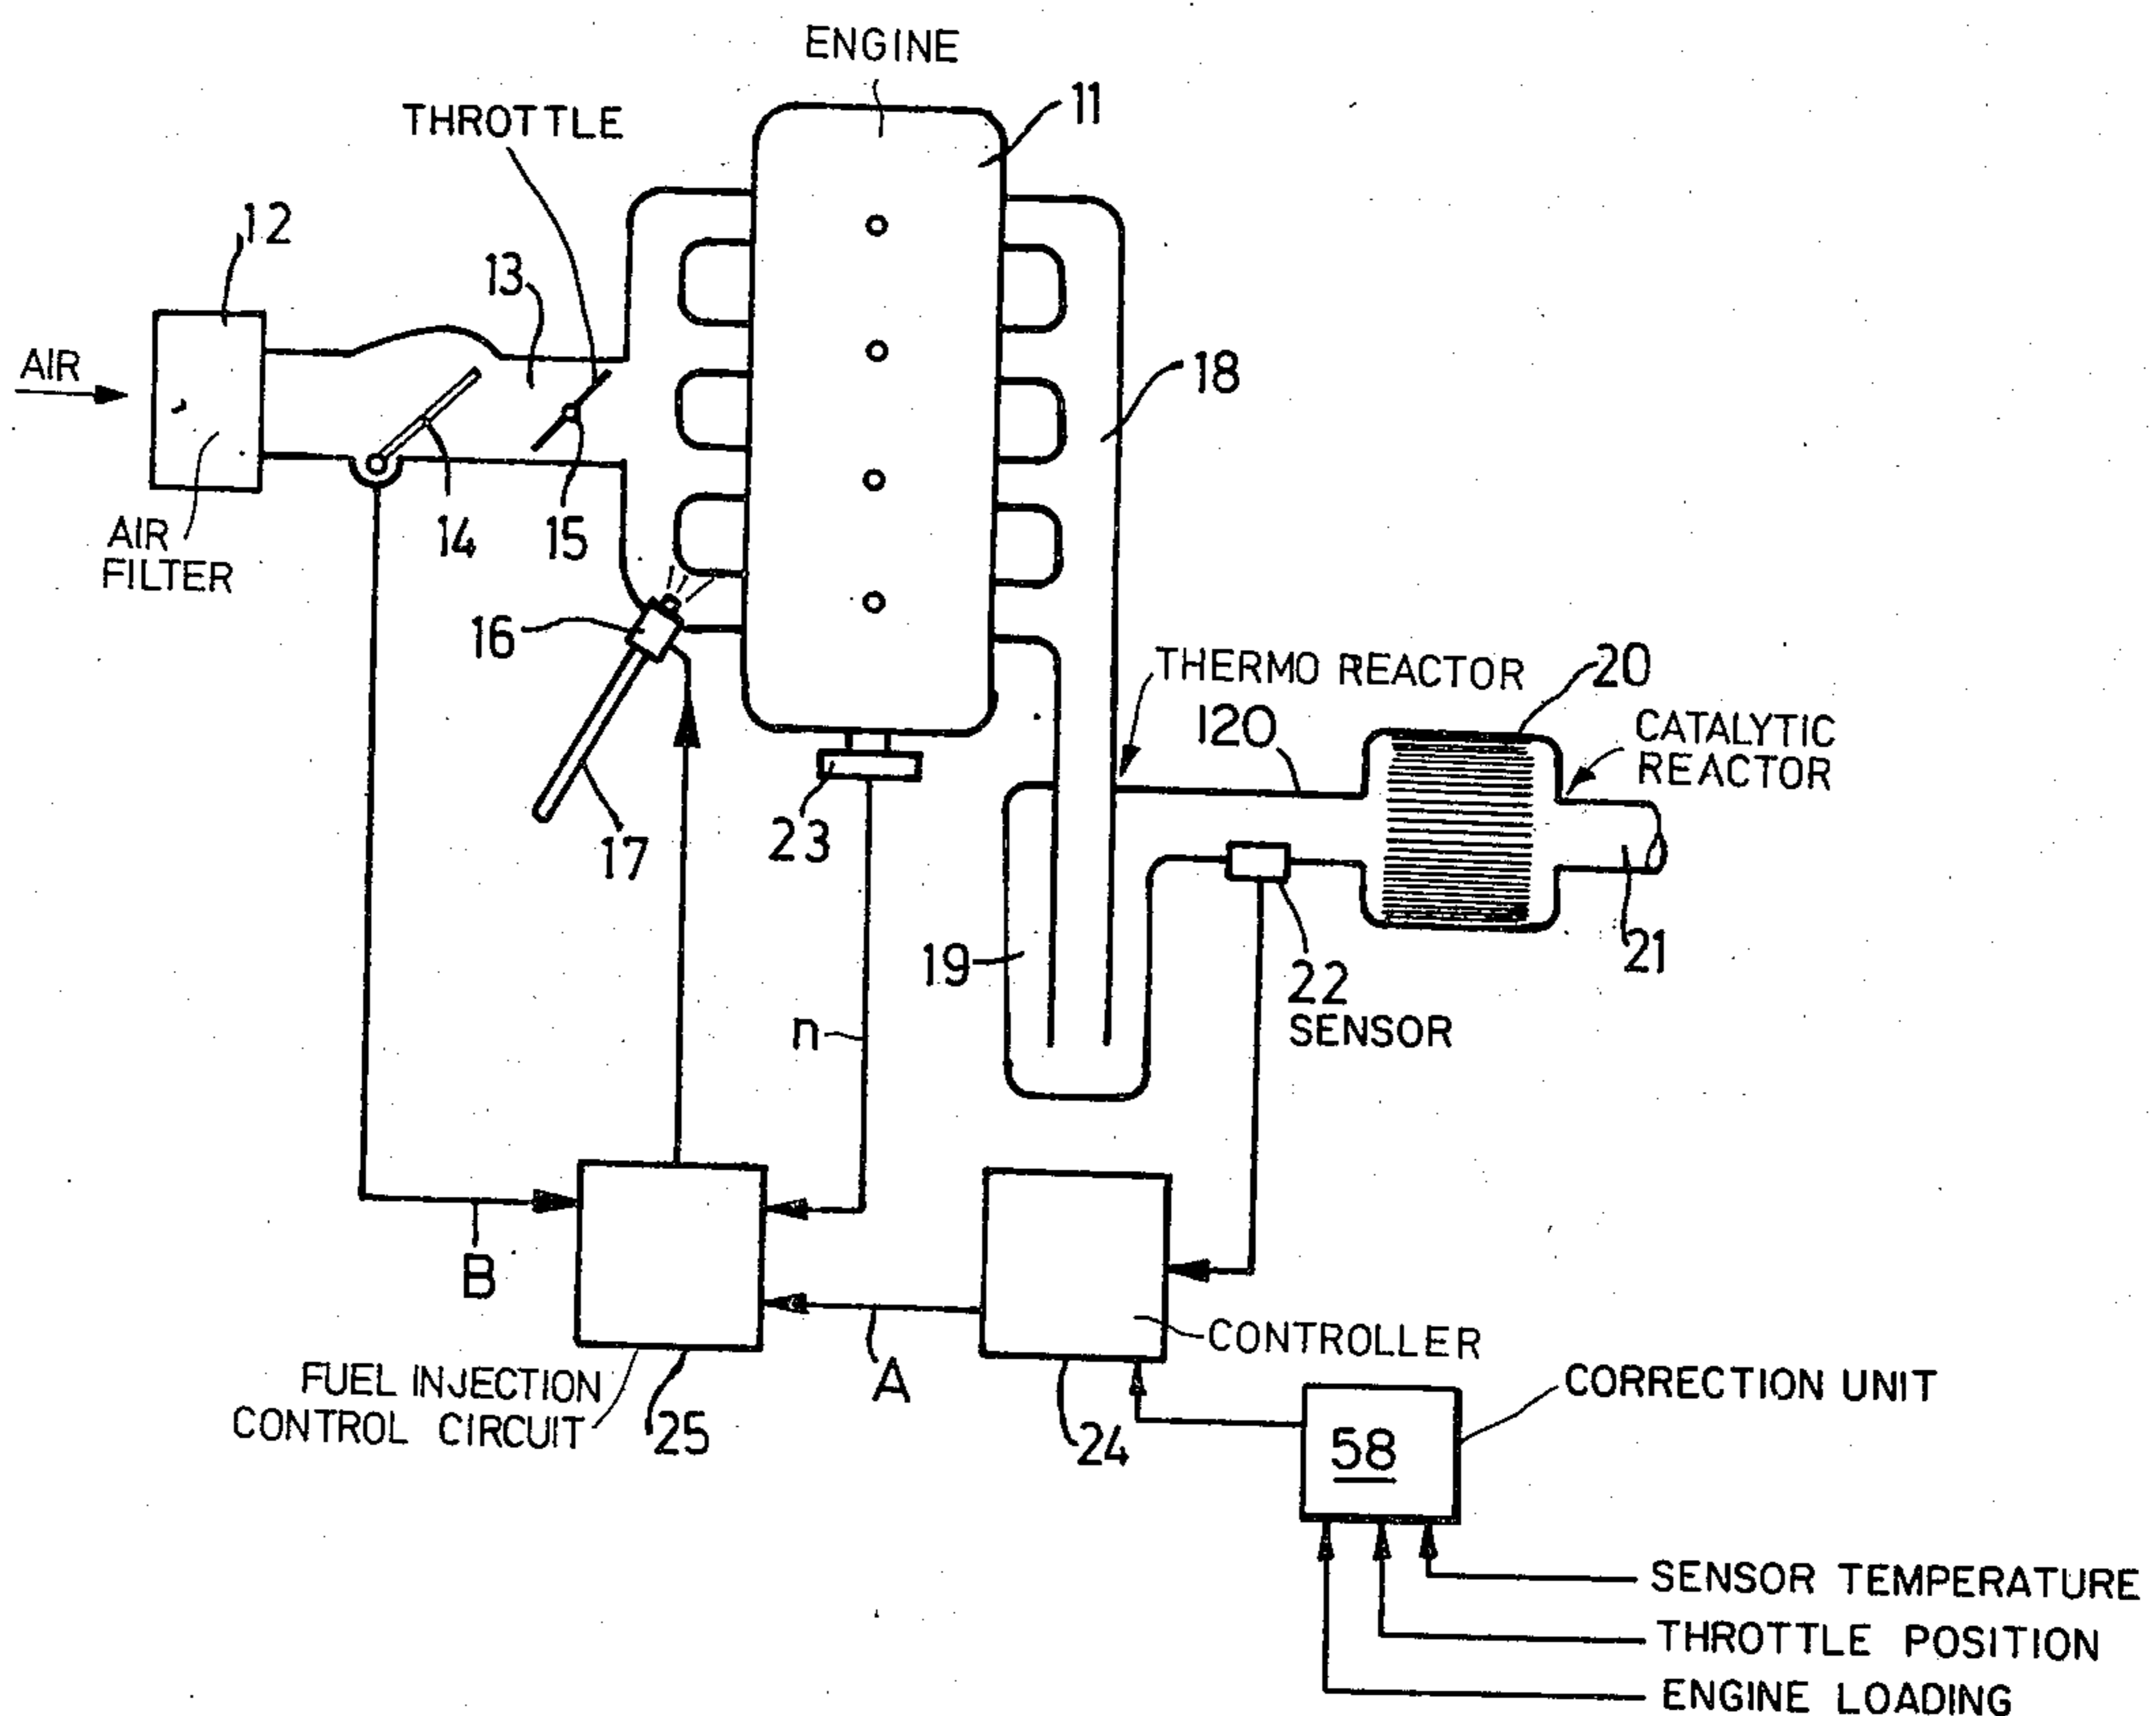 ENGINE
11
THROTTLE
12
13
AIR
18
14
15
AIR
FILTER
16
THERMO REACTOR
20
120
CATALYTIC
REACTOR
17
23
19
21
22
SENSOR
n
B
CONTROLLER
A
FUEL INJECTION
CONTROL CIRCUIT
25
24
CORRECTION UNIT
58
SENSOR TEMPERATURE
THROTTLE POSITION
ENGINE LOADING